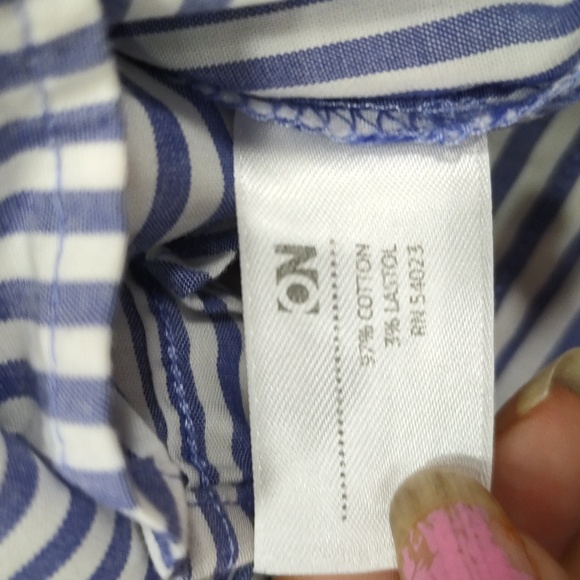 ON
97% COTTON
3% LASTOL
RN 54023